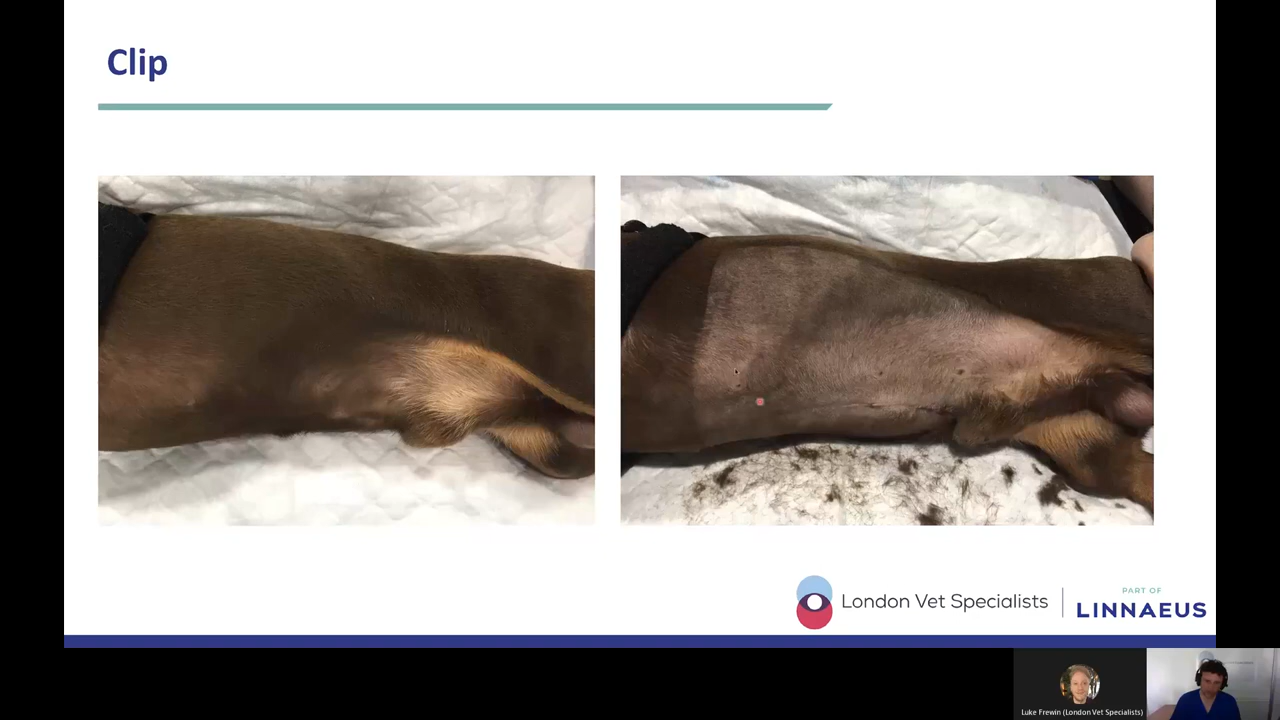 Clip
London Vet Specialists
PART OF
LINNAEUS
Luke Frewin (London Vet Specialists)